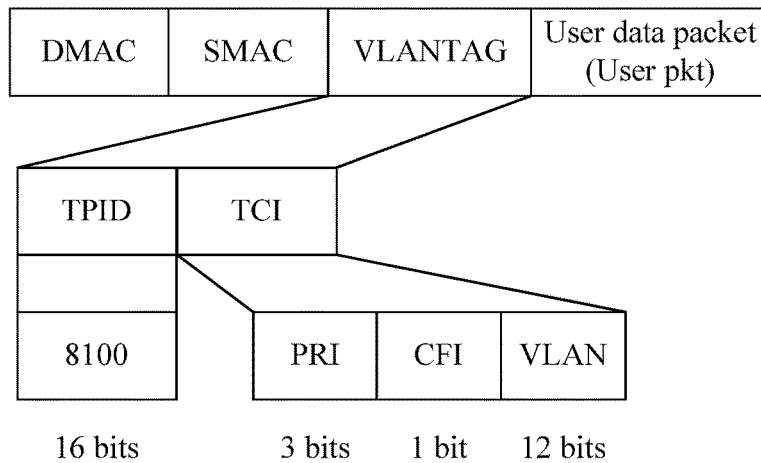 DMAC SMAC VLANTAG User data packet
(User pkt)
TPID TCI
8100 PRI CFI VLAN
16 bits 3 bits 1 bit 12 bits